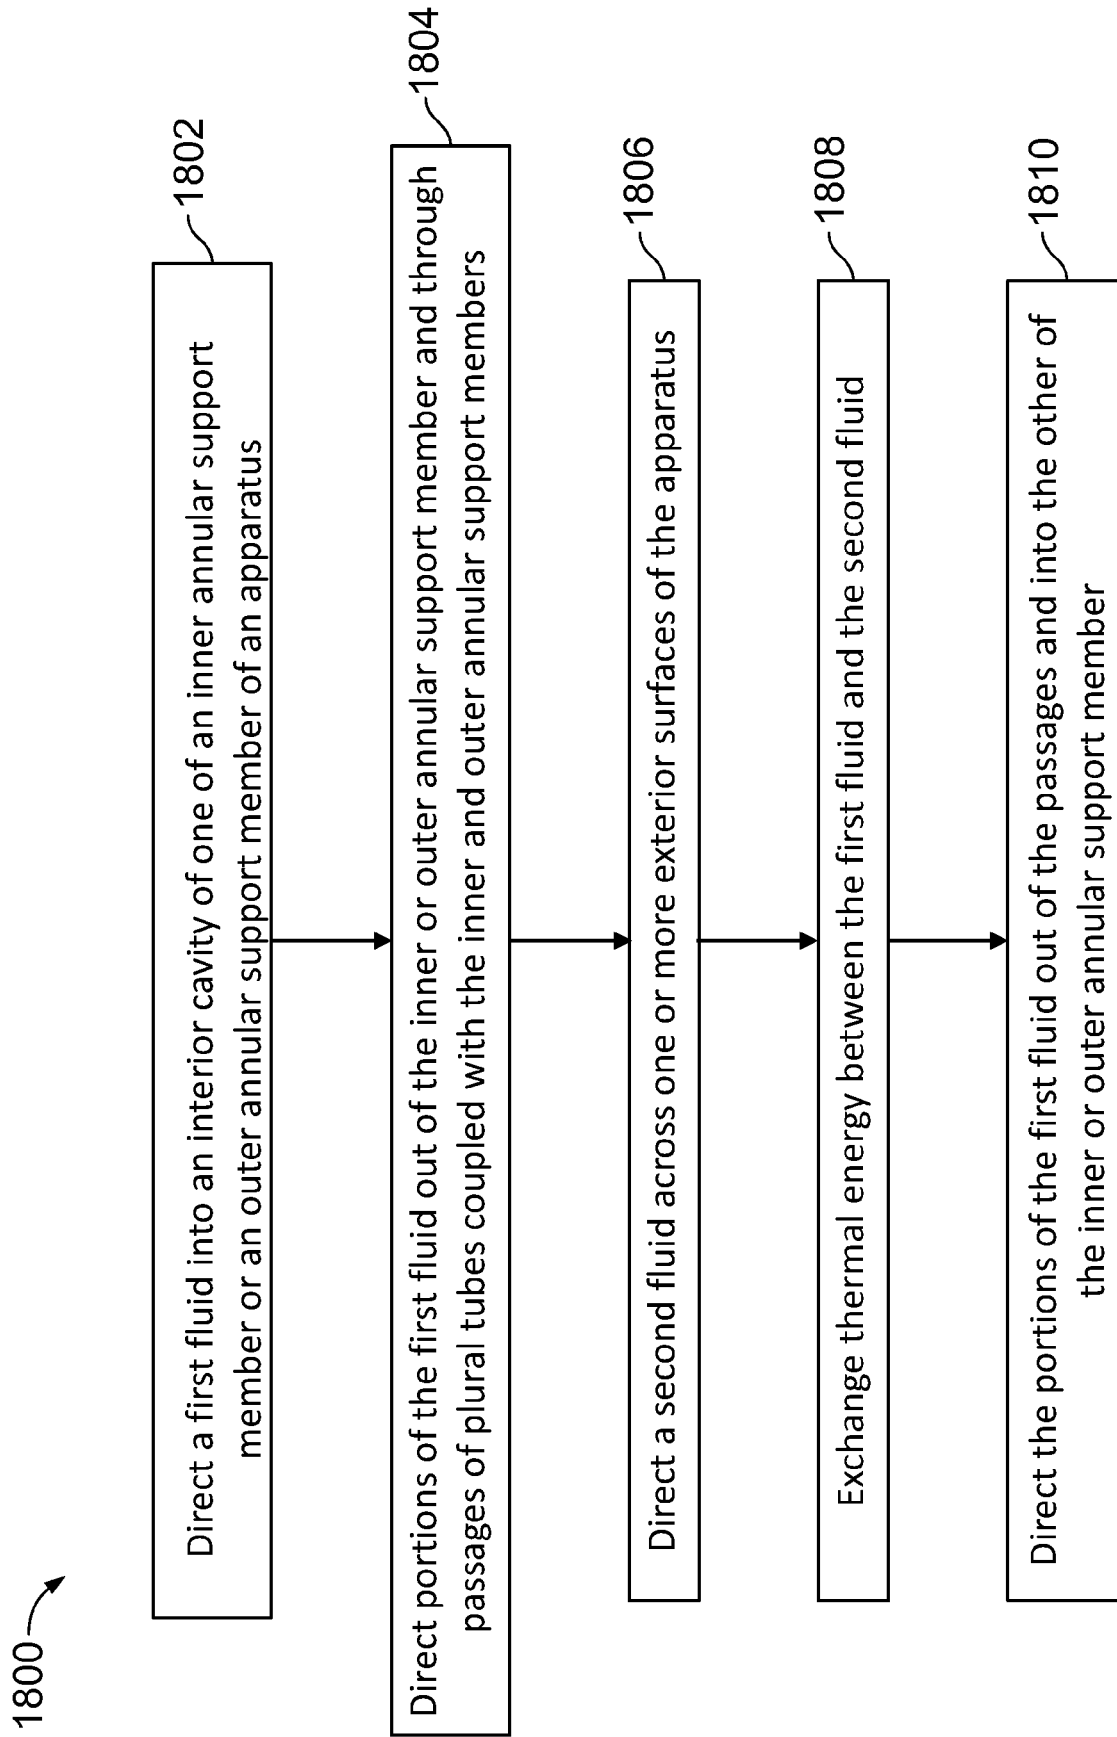 1800
Direct a first fluid into an interior cavity of one of an inner annular support
member or an outer annular support member of an apparatus
1802
Direct portions of the first fluid out of the inner or outer annular support member and through
passages of plural tubes coupled with the inner and outer annular support members
1804
Direct a second fluid across one or more exterior surfaces of the apparatus
1806
Exchange thermal energy between the first fluid and the second fluid
1808
Direct the portions of the first fluid out of the passages and into the other of
the inner or outer annular support member
1810